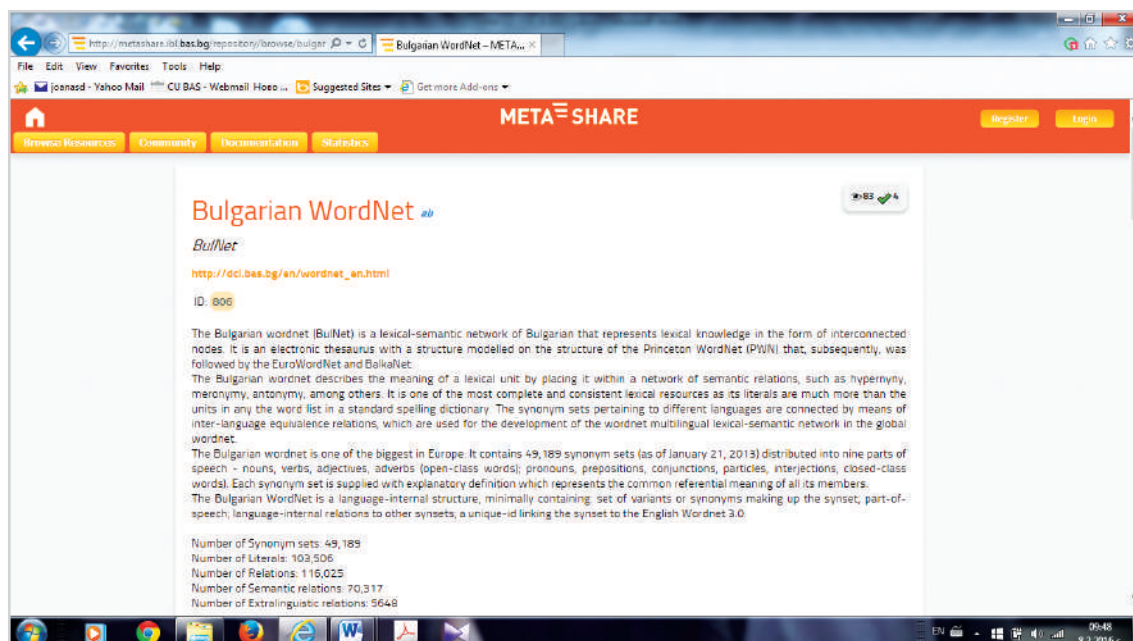 http://metashare.ibl.bas.bg/repository/browse/bulgar
Bulgarian WordNet – META...
File Edit View Favorites Tools Help
joanasd - Yahoo Mail CU BAS - Webmail Suggested Sites Get more Add-ons
META SHARE
Register Login
Browse Resources Community Documentation Statistics
Bulgarian WordNet ab
83 4
BulNet
http://dcl.bas.bg/en/wordnet_en.html
ID: 806
The Bulgarian wordnet (BulNet) is a lexical-semantic network of Bulgarian that represents lexical knowledge in the form of interconnected
nodes. It is an electronic thesaurus with a structure modelled on the structure of the Princeton WordNet (PWN) that, subsequently, was
followed by the EuroWordNet and BalkaNet.
The Bulgarian wordnet describes the meaning of a lexical unit by placing it within a network of semantic relations, such as hypernyny,
meronymy, antonymy, among others. It is one of the most complete and consistent lexical resources as its literals are much more than the
units in any the word list in a standard spelling dictionary. The synonym sets pertaining to different languages are connected by means of
inter-language equivalence relations, which are used for the development of the wordnet multilingual lexical-semantic network in the global
wordnet.
The Bulgarian wordnet is one of the biggest in Europe. It contains 49,189 synonym sets (as of January 21, 2013) distributed into nine parts of
speech - nouns, verbs, adjectives, adverbs (open-class words); pronouns, prepositions, conjunctions, particles, interjections, closed-class
words). Each synonym set is supplied with explanatory definition which represents the common referential meaning of all its members.
The Bulgarian WordNet is a language-internal structure, minimally containing: set of variants or synonyms making up the synset; part-of-
speech; language-internal relations to other synsets; a unique-id linking the synset to the English Wordnet 3.0.
Number of Synonym sets: 49,189
Number of Literals: 103,506
Number of Relations: 116,025
Number of Semantic relations: 70,317
Number of Extralinguistic relations: 5648
EN 09:48